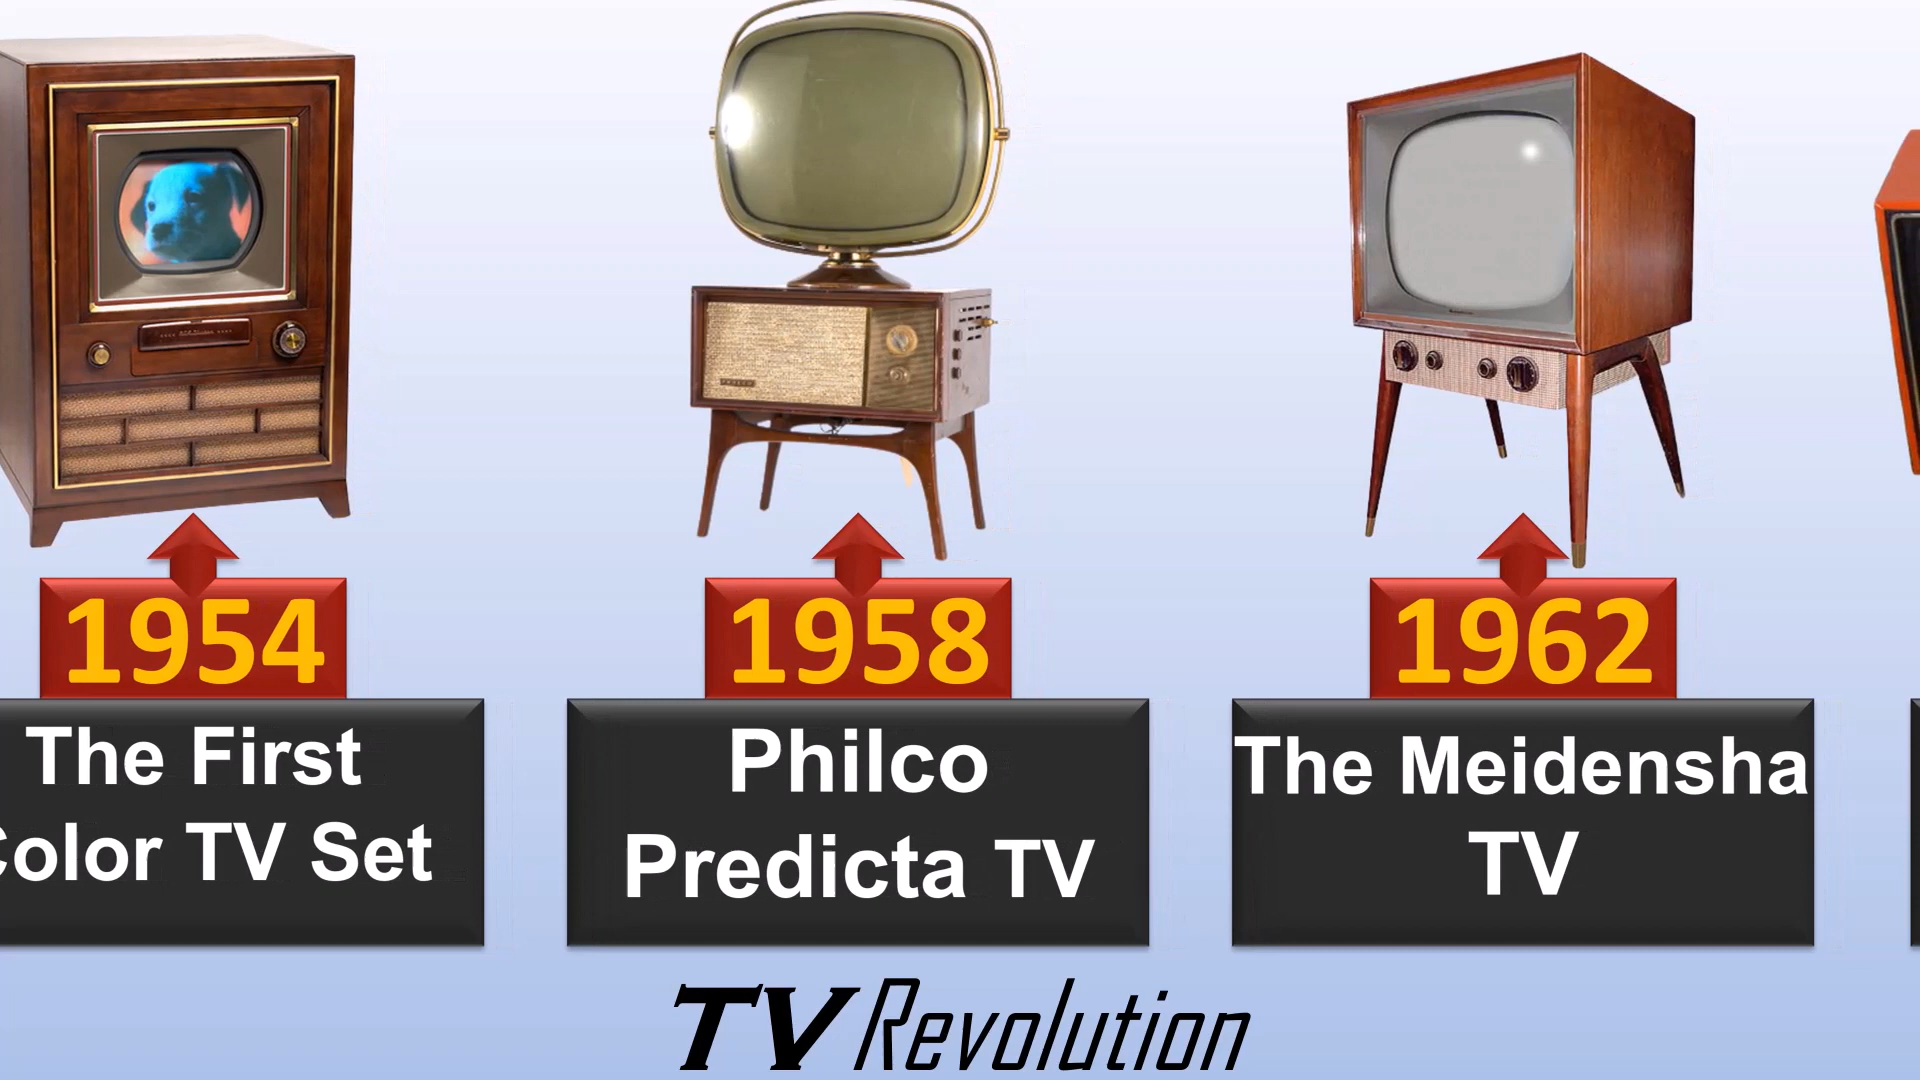 1954
The First
Color TV Set
1958
Philco
Predicta TV
1962
The Meidensha
TV
TV Revolution